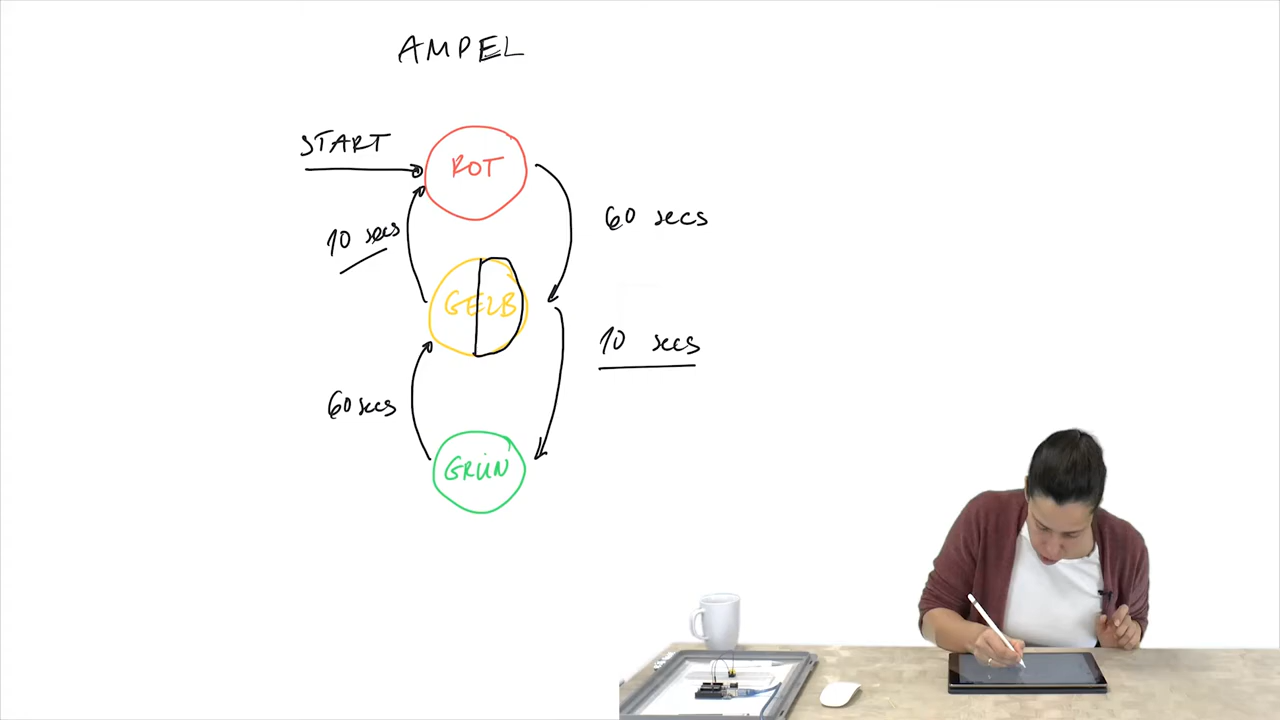 AMPEL
START
ROT
60 secs
10 secs
GELB
10 secs
60 secs
GRÜN